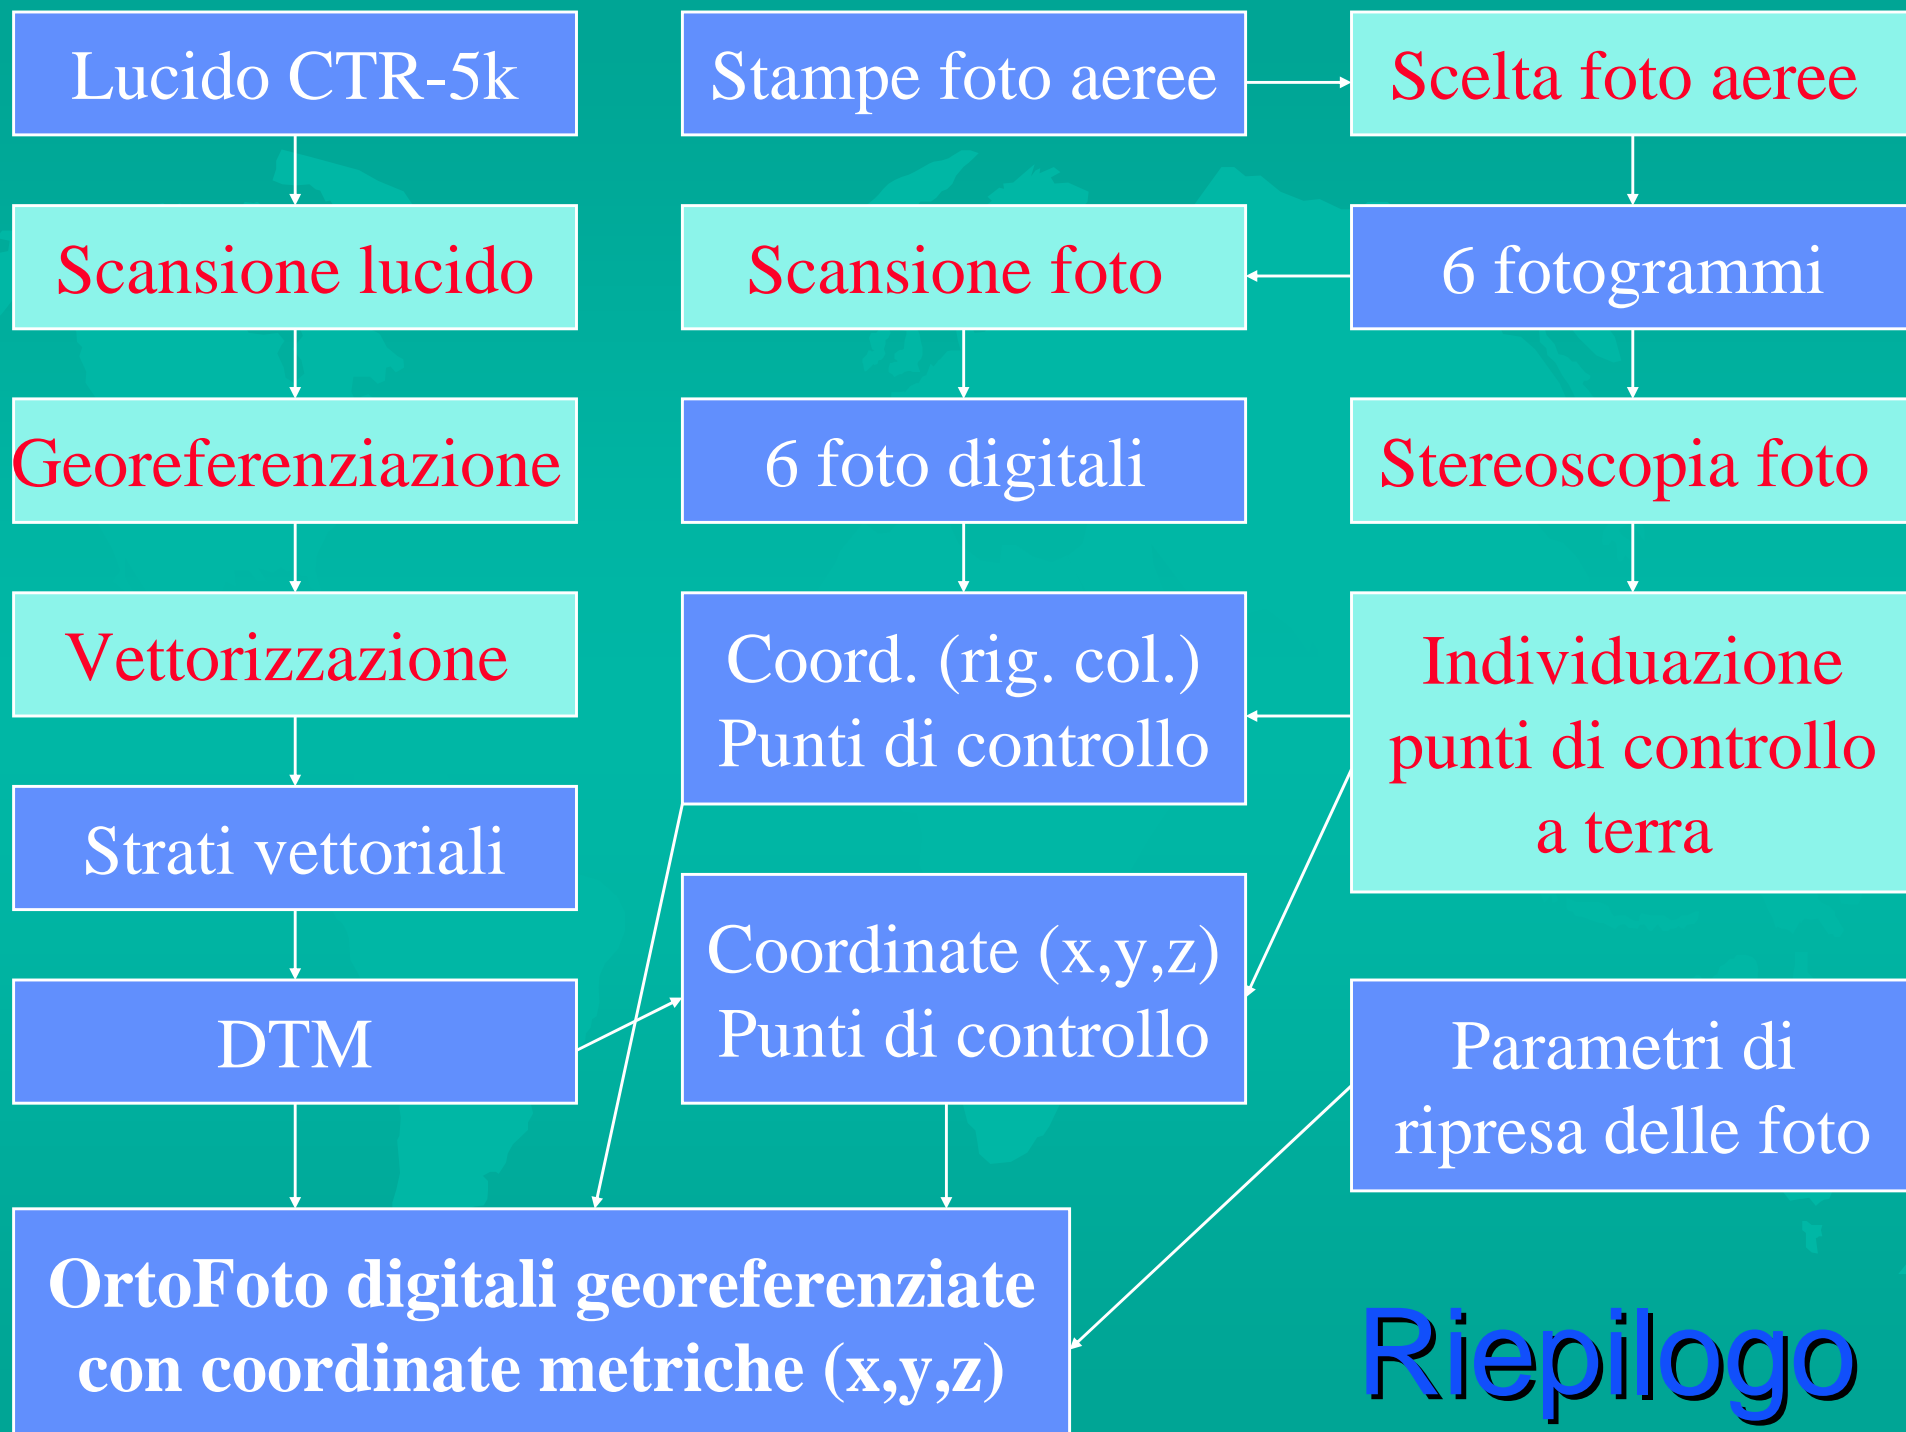 Lucido CTR-5k
Stampe foto aeree
Scelta foto aeree
Scansione lucido
Scansione foto
6 fotogrammi
Georeferenziazione
6 foto digitali
Stereoscopia foto
Vettorizzazione
Coord. (rig. col.)
Punti di controllo
Individuazione
punti di controllo
a terra
Strati vettoriali
Coordinate (x,y,z)
Punti di controllo
DTM
Parametri di
ripresa delle foto
OrtoFoto digitali georeferenziate
con coordinate metriche (x,y,z)
Riepilogo